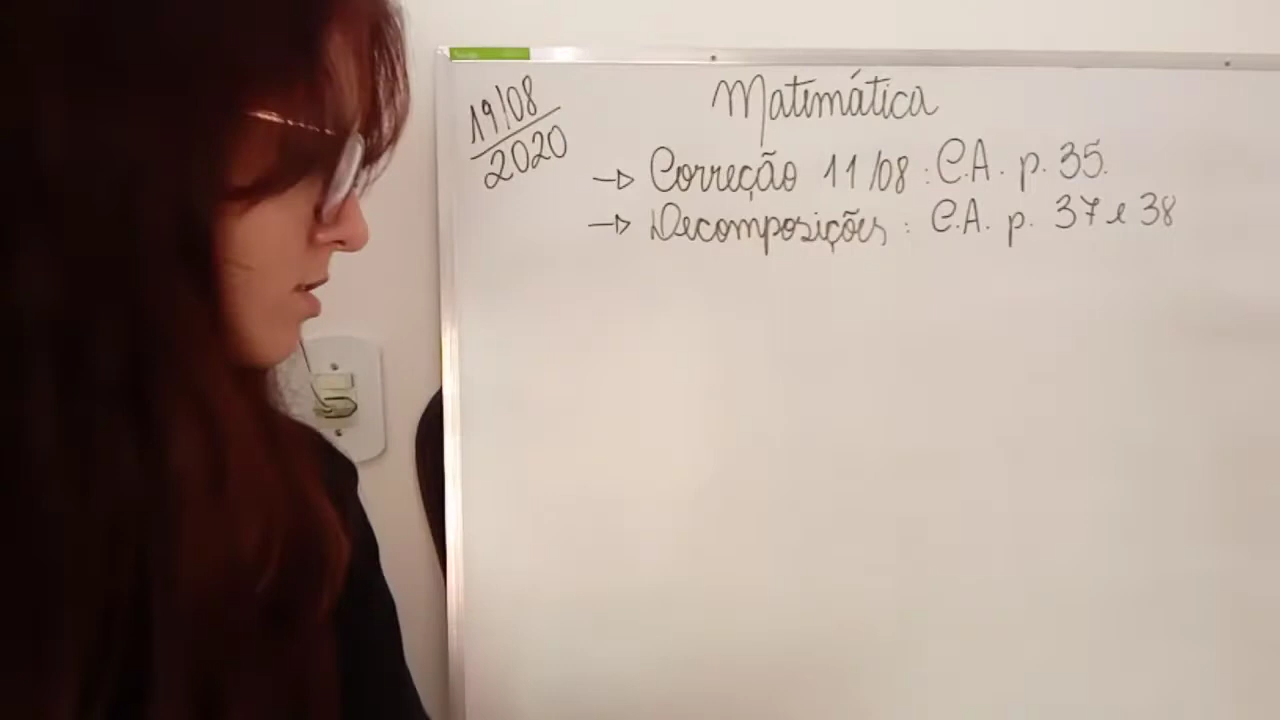 19/08
2020
Matemática
Correção 11/08 : C.A. p. 35.
Decomposições : C.A. p. 37 e 38